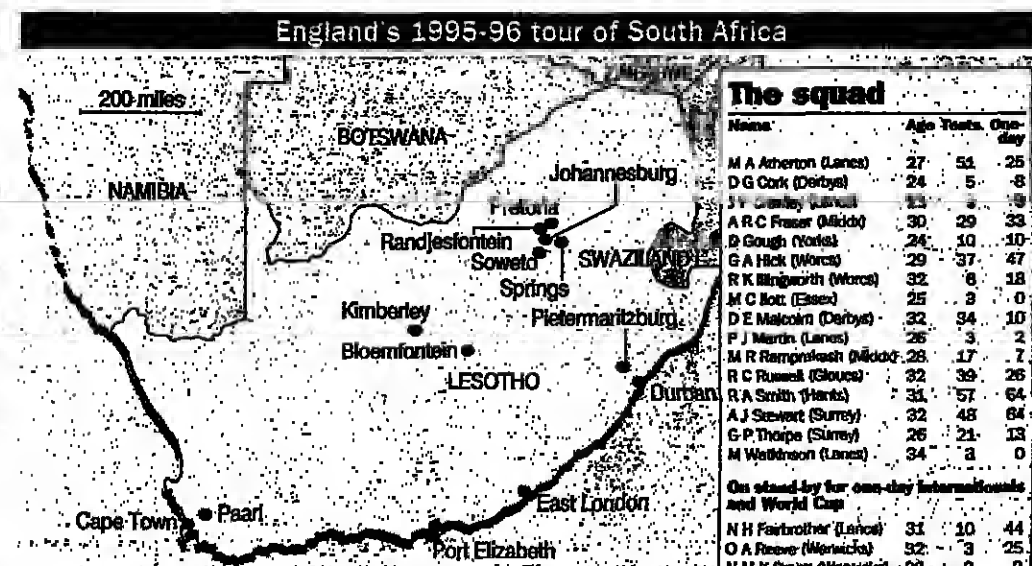 England's 1995-96 tour of South Africa
200 miles
BOTSWANA
NAMIBIA
Johannesburg
Pretoria
Randjesfontein
Soweto
SWAZILAND
Springs
Kimberley
Pietermaritzburg
Bloemfontein
LESOTHO
Durban
East London
Cape Town
Paarl
Port Elizabeth
The squad
Name Age Tests One-day
M A Atherton (Lancs) 27 51 25
D G Cork (Derbys) 24 5 8
A R C Fraser (Middx) 30 29 33
D Gough (Yorks) 24 10 10
G A Hick (Worcs) 29 37 47
R K Illingworth (Worcs) 32 6 18
M C Ilott (Essex) 25 3 0
D E Malcolm (Derbys) 32 34 10
P J Martin (Lancs) 26 3 2
M R Ramprakash (Middx) 26 17 7
R C Russell (Gloucs) 32 39 26
R A Smith (Hants) 31 57 64
A J Stewart (Surrey) 32 48 64
G P Thorpe (Surrey) 26 21 13
M Watkinson (Lancs) 34 3 0
On stand-by for one-day internationals
and World Cup
N H Fairbrother (Lancs) 31 10 44
O A Reeve (Warwicks) 32 3 25